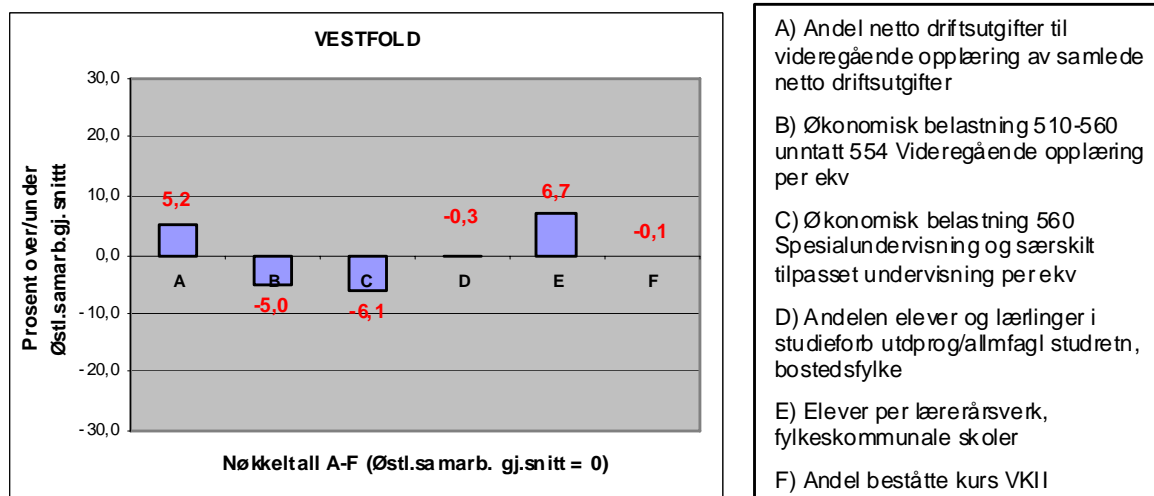 VESTFOLD
30,0
20,0
10,0
0,0
-10,0
-20,0
-30,0
Prosent over/under
Østl.samarb.gj.snittt
5,2
-5,0
-6,1
-0,3
6,7
-0,1
A
B
C
D
E
F
Nøkkeltall A-F (Østl.samarb. gj.snitt = 0)
A) Andel netto driftsutgifter til
videregående opplæring av samlede
netto driftsutgifter
B) Økonomisk belastning 510-560
unntatt 554 Videregående opplæring
per ekv
C) Økonomisk belastning 560
Spesialundervisning og særskilt
tilpasset undervisning per ekv
D) Andelen elever og lærlinger i
studieforb utdprog/allmfagl studretn,
bostedsfylke
E) Elever per lærerårsverk,
fylkeskommunale skoler
F) Andel beståtte kurs VKII